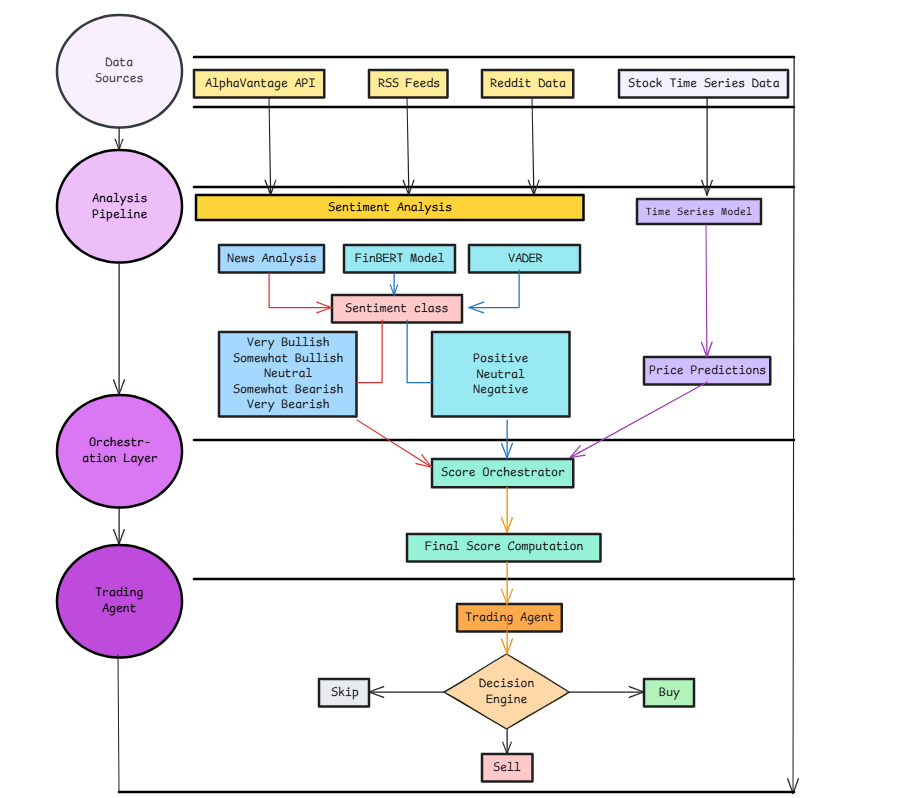 Data
Sources
AlphaVantage API
RSS Feeds
Reddit Data
Stock Time Series Data
Analysis
Pipeline
Sentiment Analysis
Time Series Model
News Analysis
FinBERT Model
VADER
Sentiment class
Very Bullish
Somewhat Bullish
Neutral
Somewhat Bearish
Very Bearish
Positive
Neutral
Negative
Price Predictions
Orchestr-
ation Layer
Score Orchestrator
Final Score Computation
Trading
Agent
Trading Agent
Decision
Engine
Skip
Buy
Sell